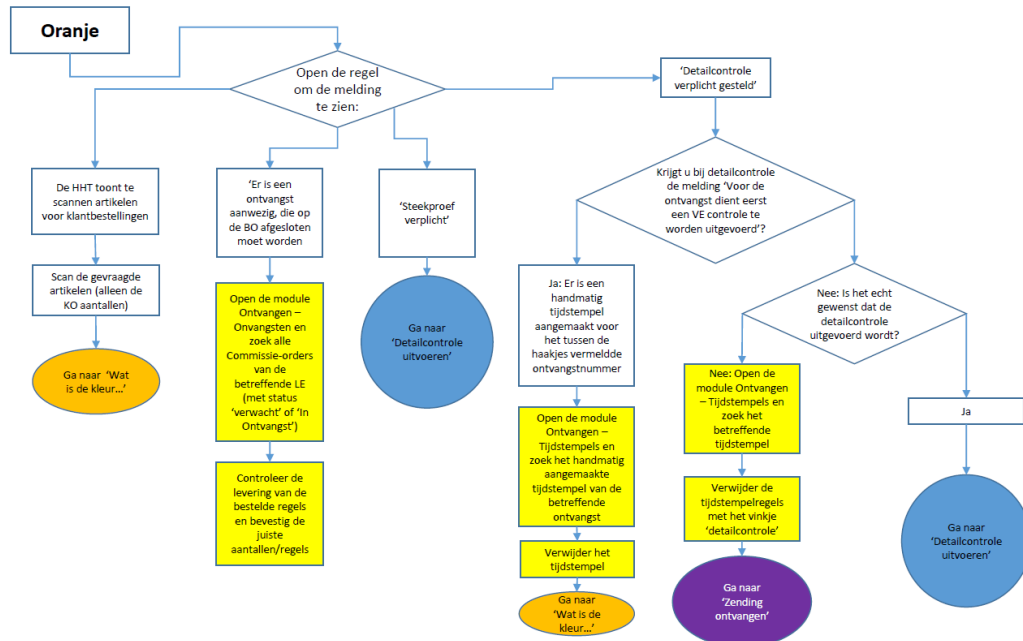 Oranje
Open de regel
om de melding
te zien:
De HHT toont te
scannen artikelen
voor klantbestellingen
Scan de gevraagde
artikelen (alleen de
KO aantallen)
Ga naar 'Wat
is de kleur...'
'Er is een
ontvangst
aanwezig, die op
de BO afgesloten
moet worden
Open de module
Ontvangen –
Onvangsten en
zoek alle
Commissie-orders
van de
betreffende LE
(met status
'verwacht' of 'In
Ontvangst')
Controleer de
levering van de
bestelde regels
en bevestig de
juiste
aantallen/regels
'Steekproef
verplicht'
Ga naar
'Detailcontrole
uitvoeren'
'Detailcontrole
verplicht gesteld'
Krijgt u bij detailcontrole
de melding 'Voor de
ontvangst dient eerst
een VE controle te
worden uitgevoerd'?
Ja: Er is een
handmatig
tijdstempel
aangemaakt voor
het tussen de
haakjes vermeldde
ontvangstnummer
Open de module
Ontvangen –
Tijdstempels en
zoek het handmatig
aangemaakte
tijdstempel van de
betreffende
ontvangst
Verwijder het
tijdstempel
Ga naar
'Wat is de
kleur...'
Nee: Is het echt
gewenst dat de
detailcontrole
uitgevoerd wordt?
Nee: Open de
module Ontvangen
– Tijdstempels en
zoek het
betreffende
tijdstempel
Verwijder de
tijdstempelregels
met het vinkje
'detailcontrole'
Ga naar
'Zending
ontvangen'
Ja
Ga naar
'Detailcontrole
uitvoeren'